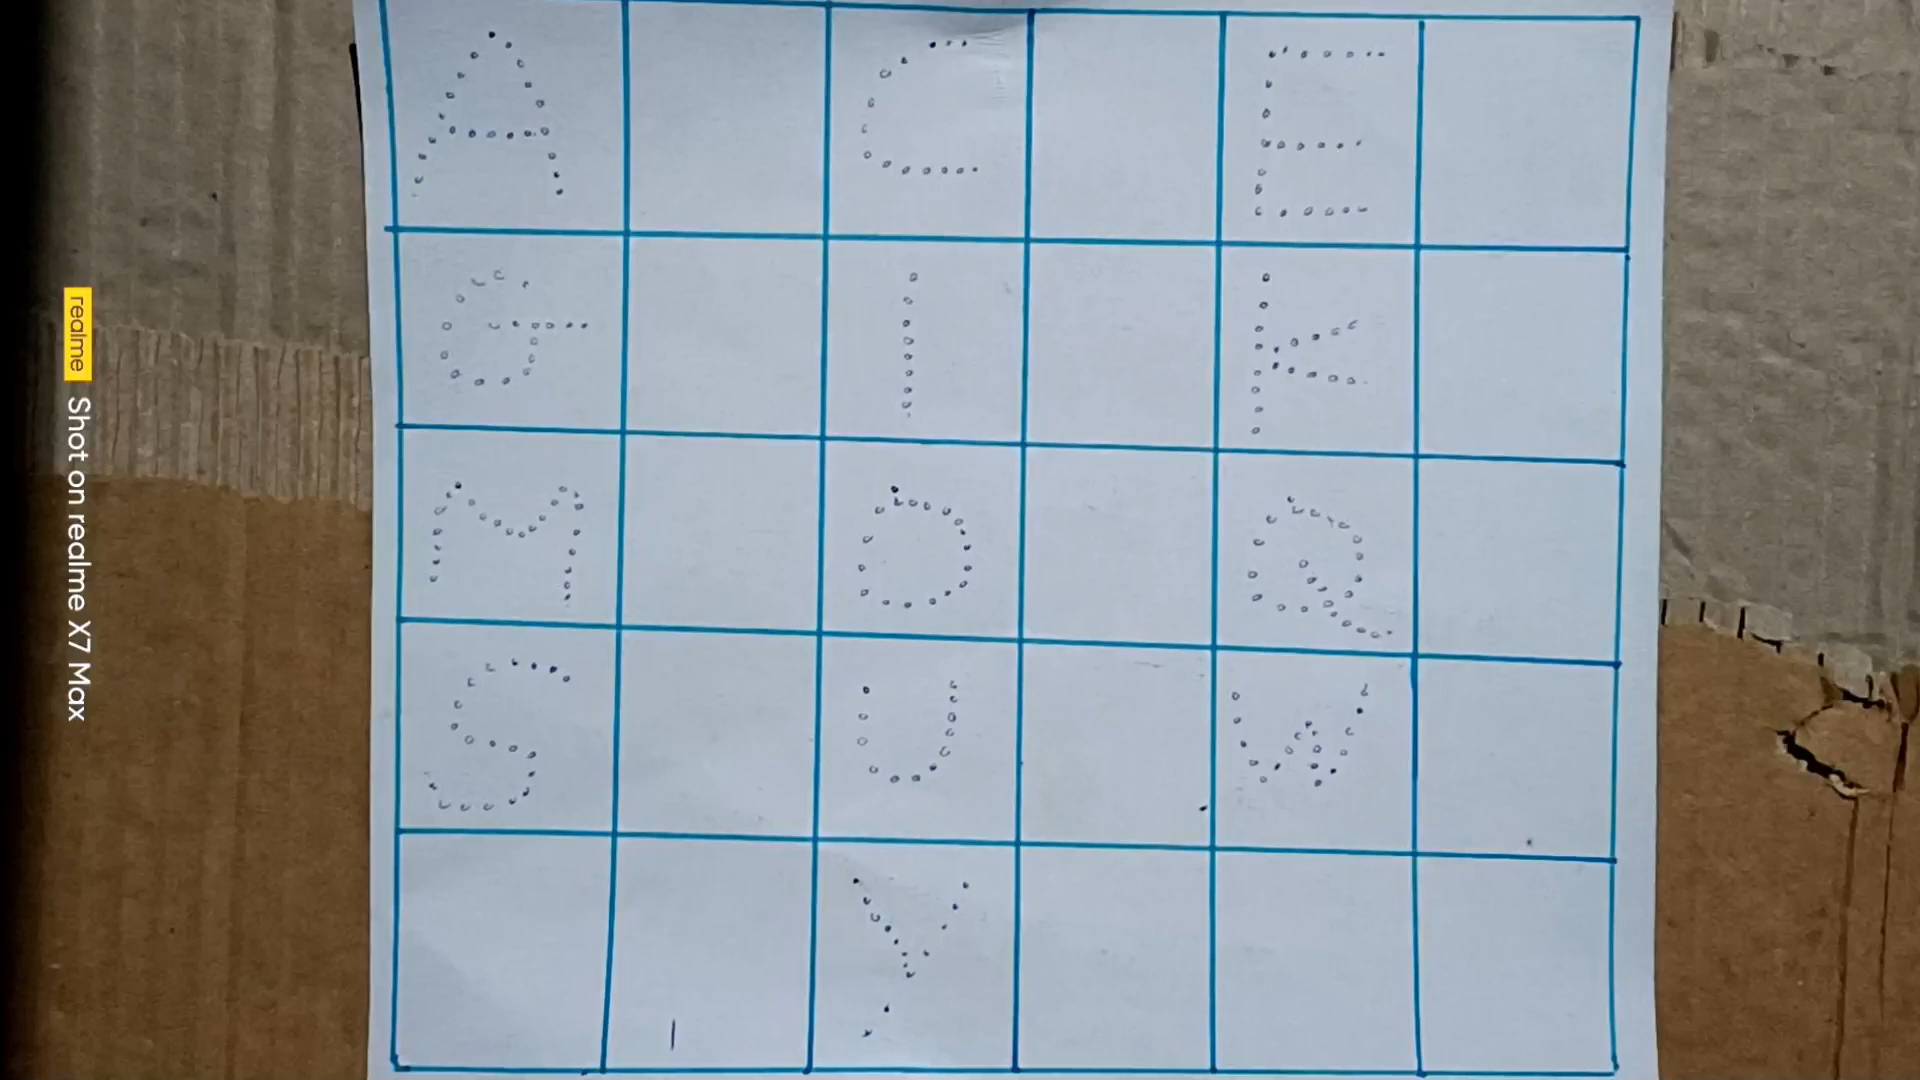 A C E
G I K
M O Q
S U W
Y
realme Shot on realme X7 Max